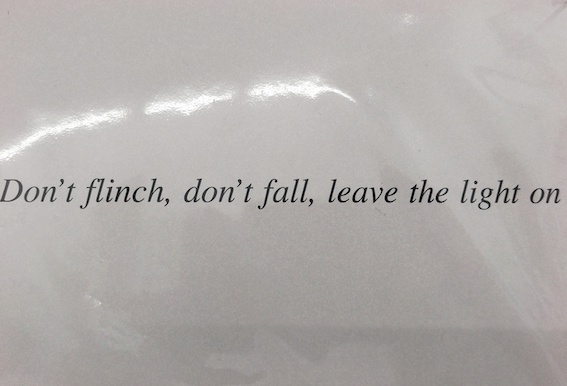 Don’t flinch, don’t fall, leave the light on